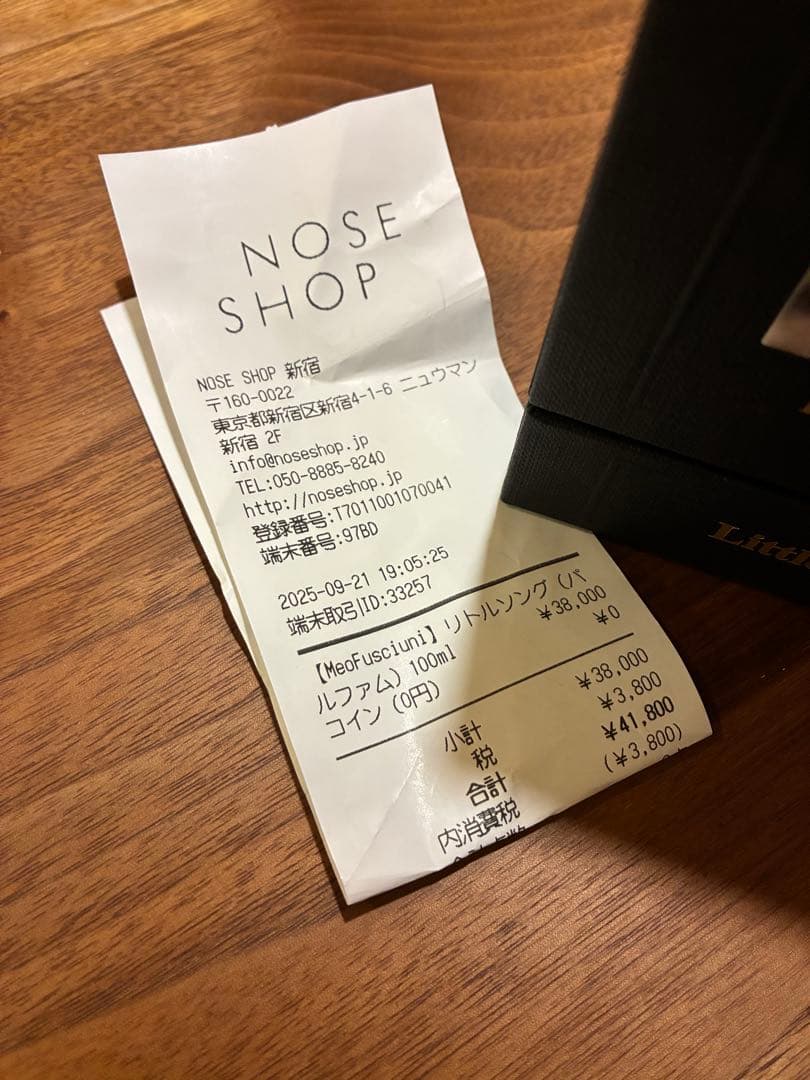 NOSE
SHOP
NOSE SHOP 新宿
〒160-0022
東京都新宿区新宿4-1-6 ニュウマン
新宿 2F
info@noseshop.jp
TEL:050-8885-8240
http://noseshop.jp
登録番号:T7011001070041
端末番号:97BD
2025-09-21 19:05:25
端末取引ID:33257
【MeoFusciuni】リトルソング (パ
ルファム) 100ml ¥38,000
コイン (0円) ¥0
小計 ¥38,000
税 ¥3,800
合計 ¥41,800
内消費税 (¥3,800)
Littl